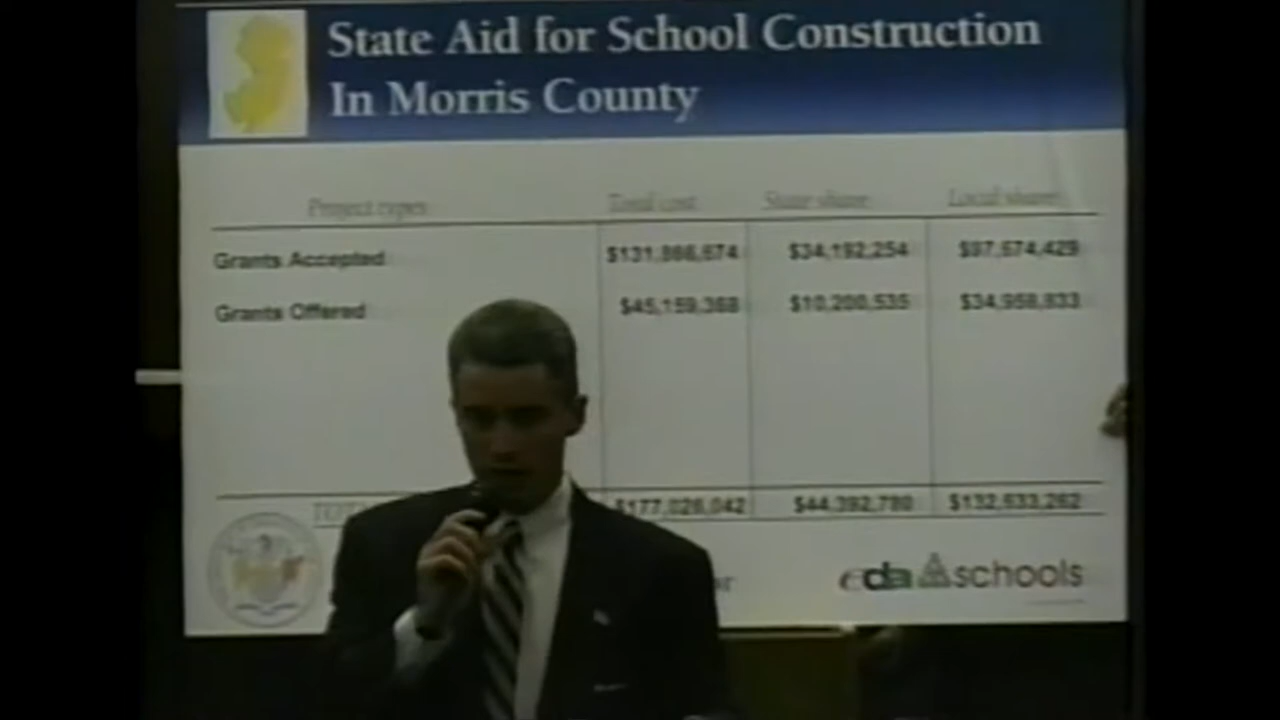 State Aid for School Construction
In Morris County
Project types Total cost State share Local share
Grants Accepted $131,866,674 $34,192,254 $97,674,429
Grants Offered $45,159,368 $10,200,535 $34,958,833
$177,026,042 $44,392,789 $132,633,262
eda schools